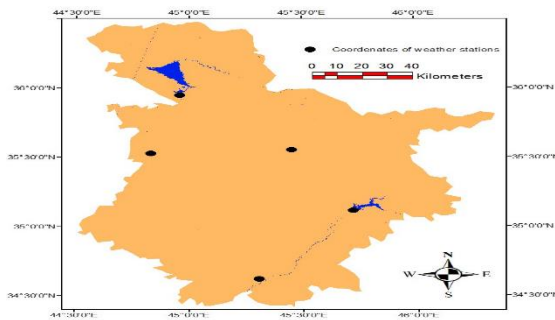 44°30'0"E 45°0'0"E 45°30'0"E 46°0'0"E
Coordenates of weather stations
0 10 20 30 40
Kilometers
36°0'0"N 36°0'0"N
35°30'0"N 35°30'0"N
35°0'0"N 35°0'0"N
N
W E
S
34°30'0"N 34°30'0"N
44°30'0"E 45°0'0"E 45°30'0"E 46°0'0"E